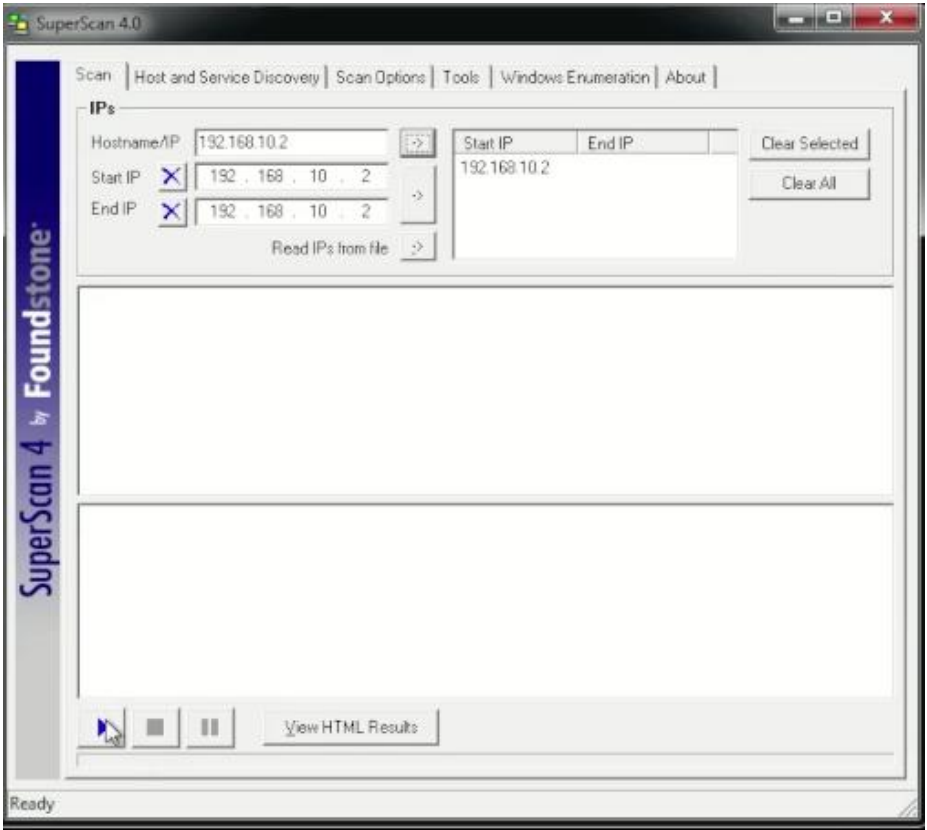 SuperScan 4.0
Scan Host and Service Discovery Scan Options Tools Windows Enumeration About
IPs
Hostname/IP 192.168.10.2 ->
Start IP X 192 . 168 . 10 . 2
End IP X 192 . 168 . 10 . 2
->
Read IPs from file ->
Start IP End IP
192.168.10.2
Clear Selected
Clear All
SuperScan 4 by Foundstone
View HTML Results
Ready